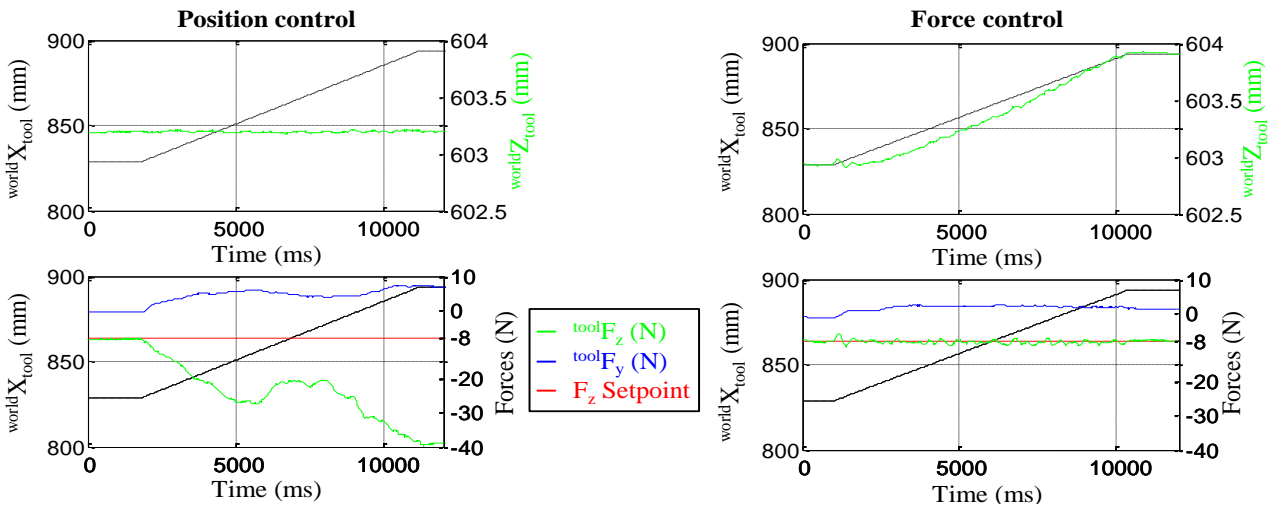 Position control
900
850
800
worldXtool (mm)
604
603.5
603
602.5
worldZtool (mm)
0 5000 10000
Time (ms)
Force control
900
850
800
worldXtool (mm)
604
603.5
603
602.5
worldZtool (mm)
0 5000 10000
Time (ms)
900
850
800
worldXtool (mm)
10
0
-8
-20
-30
-40
Forces (N)
0 5000 10000
Time (ms)
toolFz (N)
toolFy (N)
Fz Setpoint
900
850
800
worldXtool (mm)
10
0
-8
-20
-30
-40
Forces (N)
0 5000 10000
Time (ms)